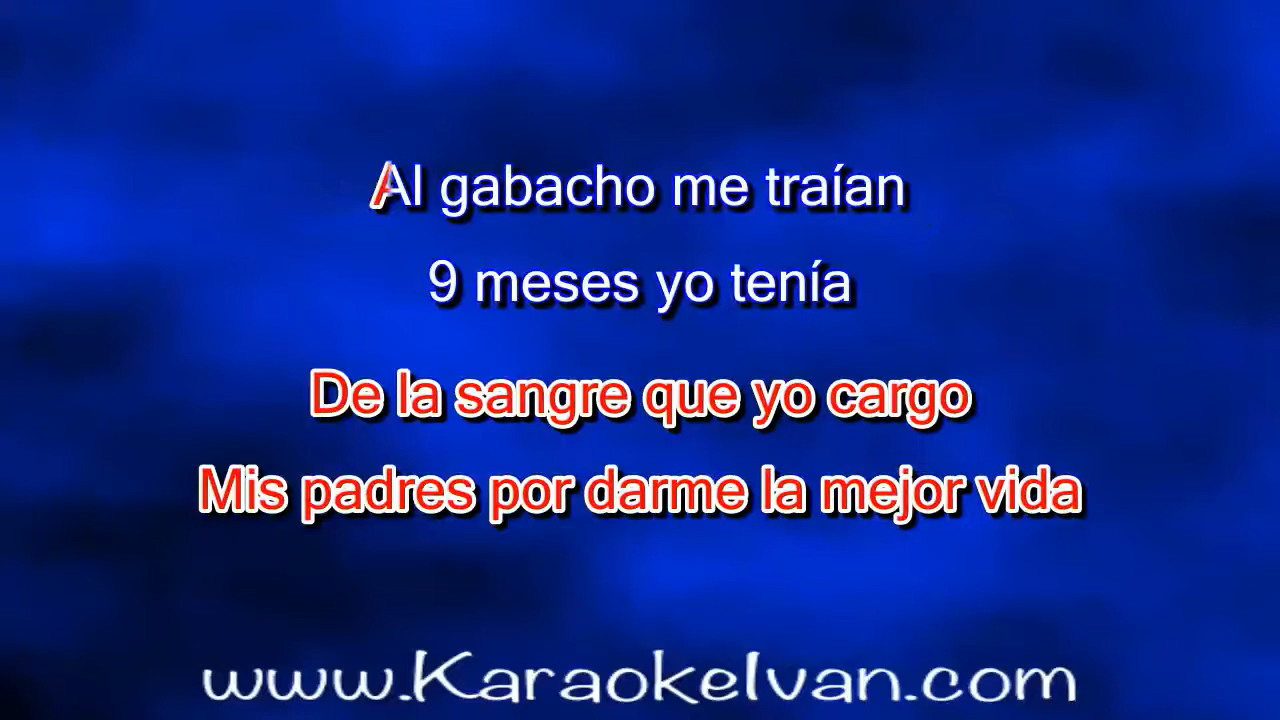 Al gabacho me traían
9 meses yo tenía
De la sangre que yo cargo
Mis padres por darme la mejor vida
www.KaraokeIvan.com